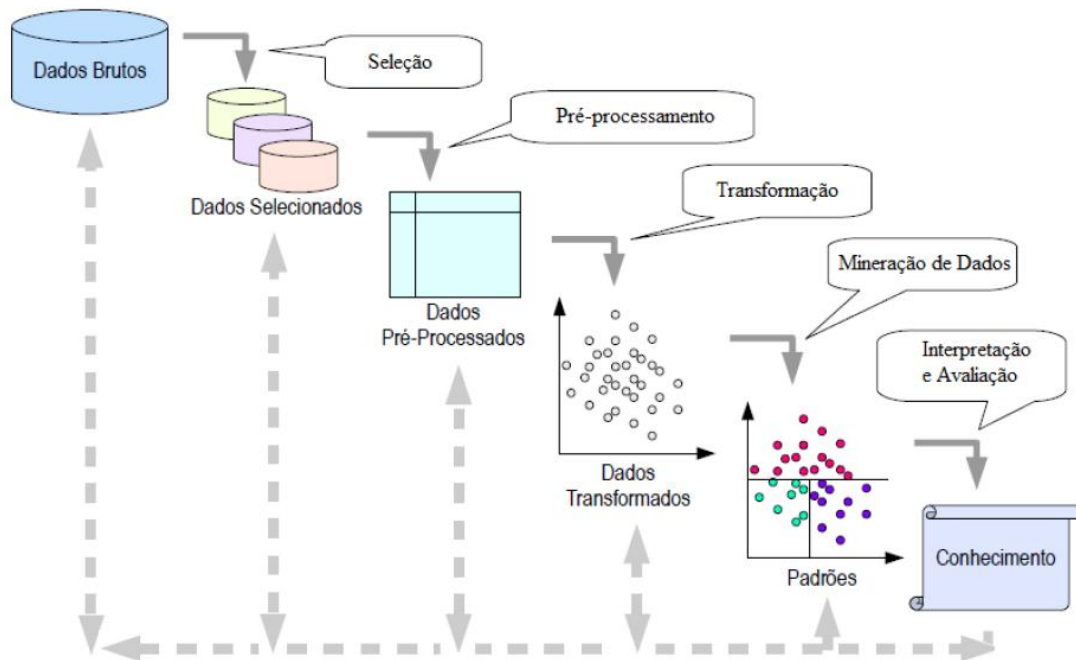 Dados Brutos
Seleção
Dados Selecionados
Pré-processamento
Dados
Pré-Processados
Transformação
Dados
Transformados
Mineração de Dados
Padrões
Interpretação
e Avaliação
Conhecimento